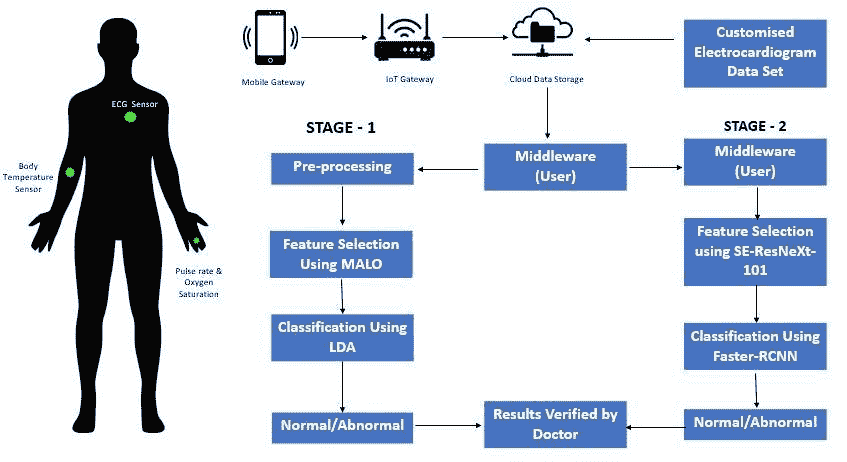 ECG Sensor
Body
Temperature
Sensor
Pulse rate &
Oxygen
Saturation
Mobile Gateway
IoT Gateway
Cloud Data Storage
Customised
Electrocardiogram
Data Set
STAGE - 1
STAGE - 2
Pre-processing
Middleware
(User)
Middleware
(User)
Feature Selection
Using MALO
Feature Selection
using SE-ResNeXt-
101
Classification Using
LDA
Classification Using
Faster-RCNN
Normal/Abnormal
Results Verified by
Doctor
Normal/Abnormal